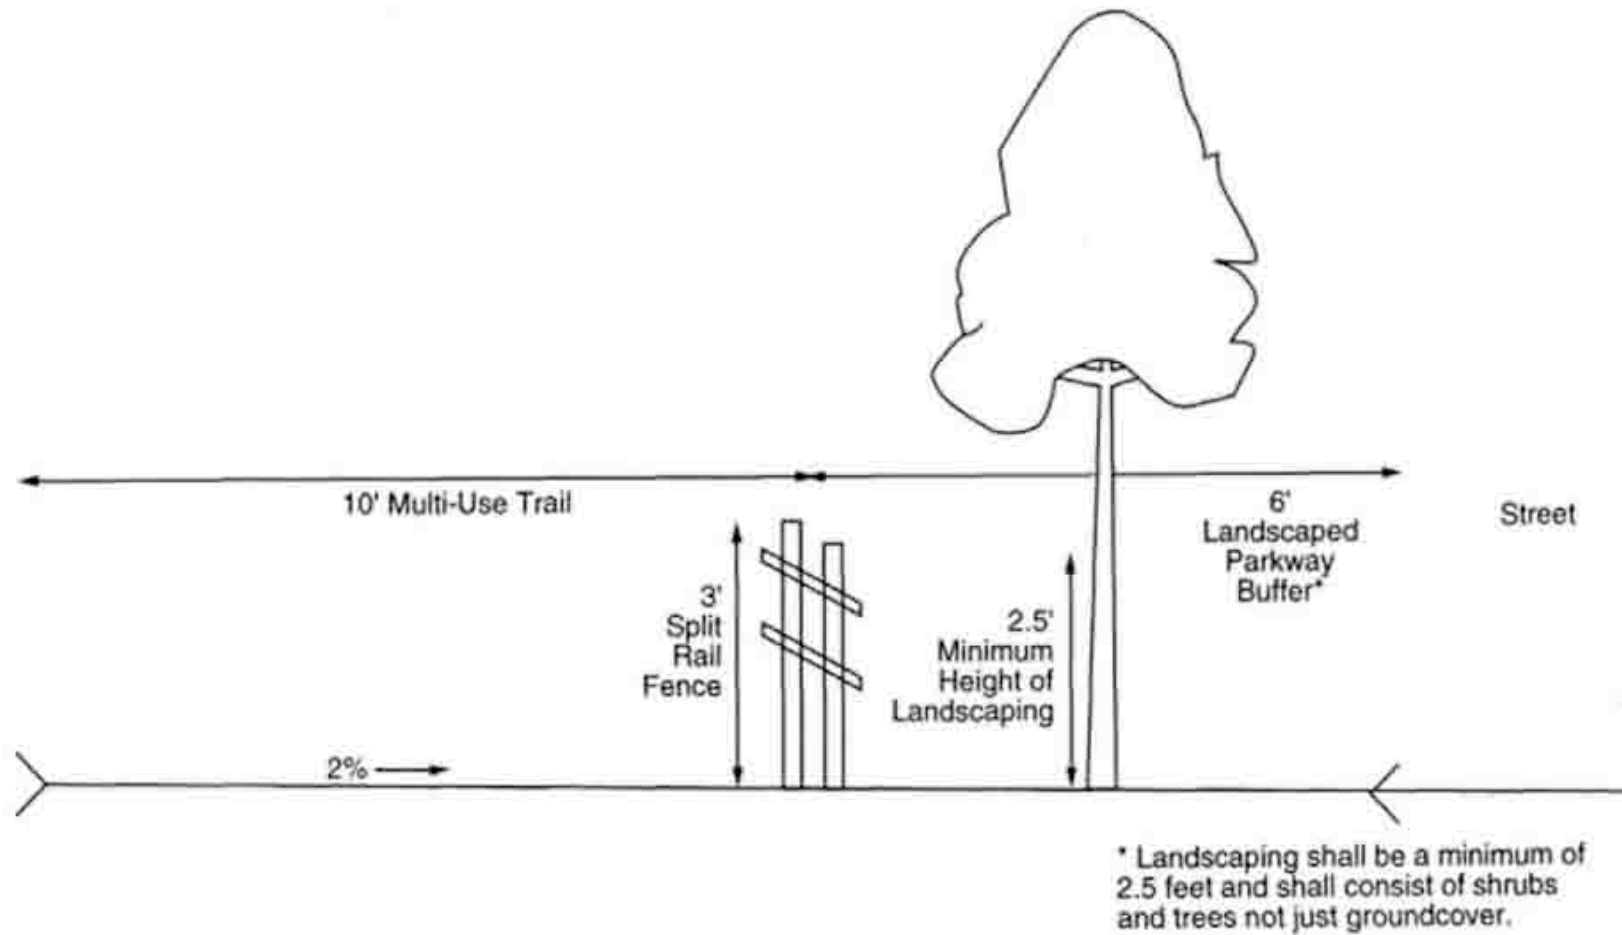 10' Multi-Use Trail
6'
Landscaped
Parkway
Buffer*
Street
3'
Split
Rail
Fence
2.5'
Minimum
Height of
Landscaping
2%
* Landscaping shall be a minimum of
2.5 feet and shall consist of shrubs
and trees not just groundcover.